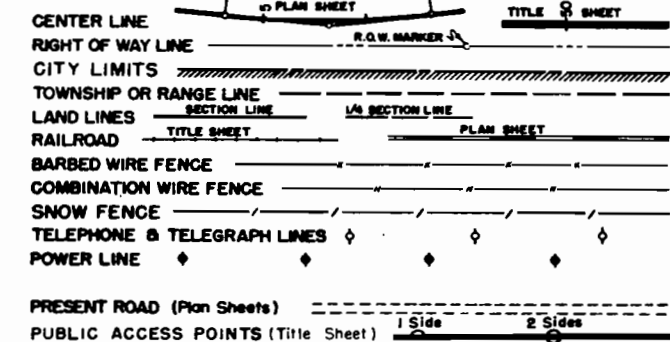 CENTER LINE PLAN SHEET TITLE SHEET
RIGHT OF WAY LINE R.O.W. MARKER
CITY LIMITS
TOWNSHIP OR RANGE LINE
LAND LINES SECTION LINE 1/4 SECTION LINE
RAILROAD TITLE SHEET PLAN SHEET
BARBED WIRE FENCE
COMBINATION WIRE FENCE
SNOW FENCE
TELEPHONE & TELEGRAPH LINES
POWER LINE
PRESENT ROAD (Plan Sheets)
PUBLIC ACCESS POINTS (Title Sheet) 1 Side 2 Sides